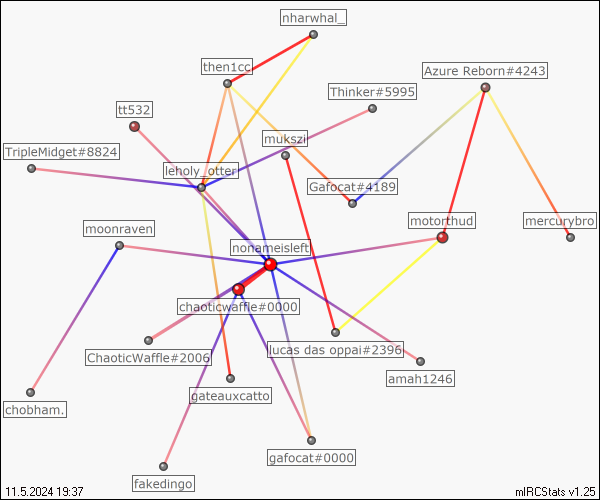 nharwhal_
then1cc
Azure Reborn#4243
Thinker#5995
tt532
mukszi
TripleMidget#8824
leholy_otter
Gafocat#4189
motorthud
mercurybro
moonraven
nonameisleft
chaoticwaffle#0000
lucas das oppai#2396
ChaoticWaffle#2006
amah1246
gateauxcatto
chobham.
gafocat#0000
fakedingo
11.5.2024 19:37
mIRCStats v1.25